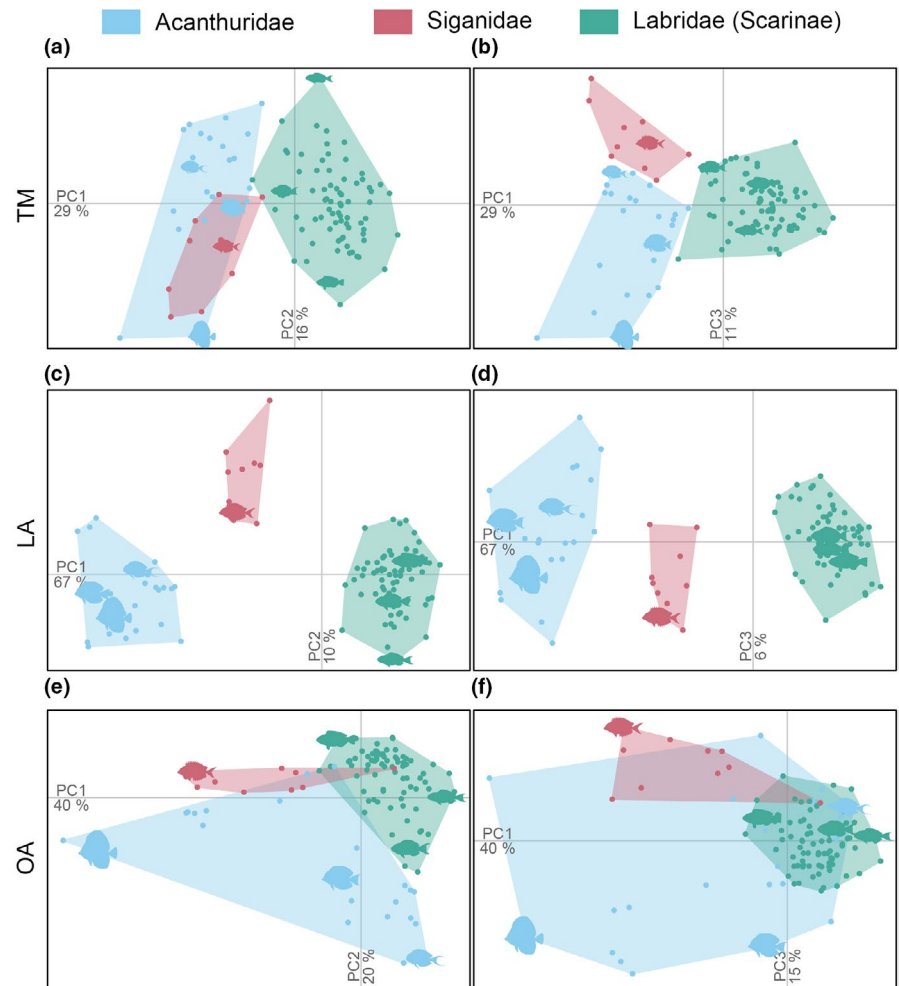 Acanthuridae Siganidae Labridae (Scarinae)
(a) (b)
TM
PC1
29 %
PC2
16 %
PC1
29 %
PC3
11 %
(c) (d)
LA
PC1
67 %
PC2
10 %
PC1
67 %
PC3
6 %
(e) (f)
OA
PC1
40 %
PC2
20 %
PC1
40 %
PC3
15 %